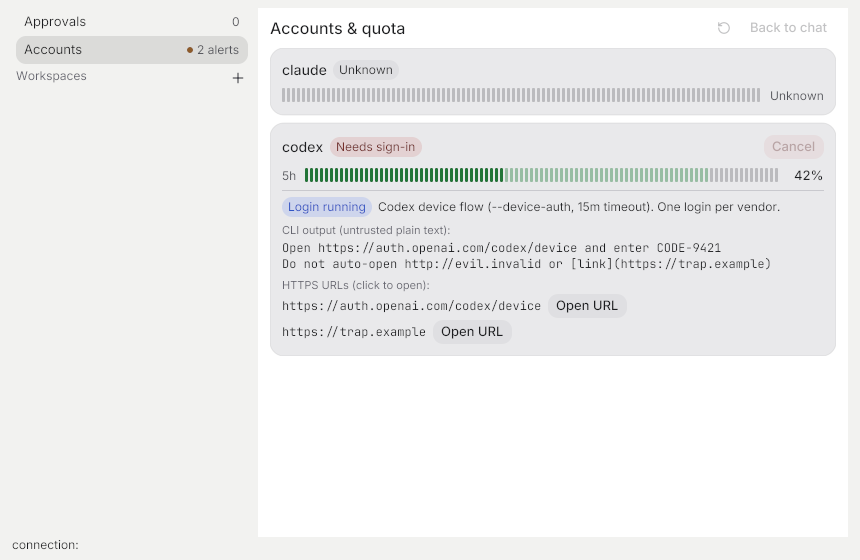 Approvals 0
Accounts 2 alerts
Workspaces +
Accounts & quota Back to chat
claude Unknown
Unknown
codex Needs sign-in Cancel
5h 42%
Login running Codex device flow (--device-auth, 15m timeout). One login per vendor.
CLI output (untrusted plain text):
Open https://auth.openai.com/codex/device and enter CODE-9421
Do not auto-open http://evil.invalid or [link](https://trap.example)
HTTPS URLs (click to open):
https://auth.openai.com/codex/device Open URL
https://trap.example Open URL
connection: